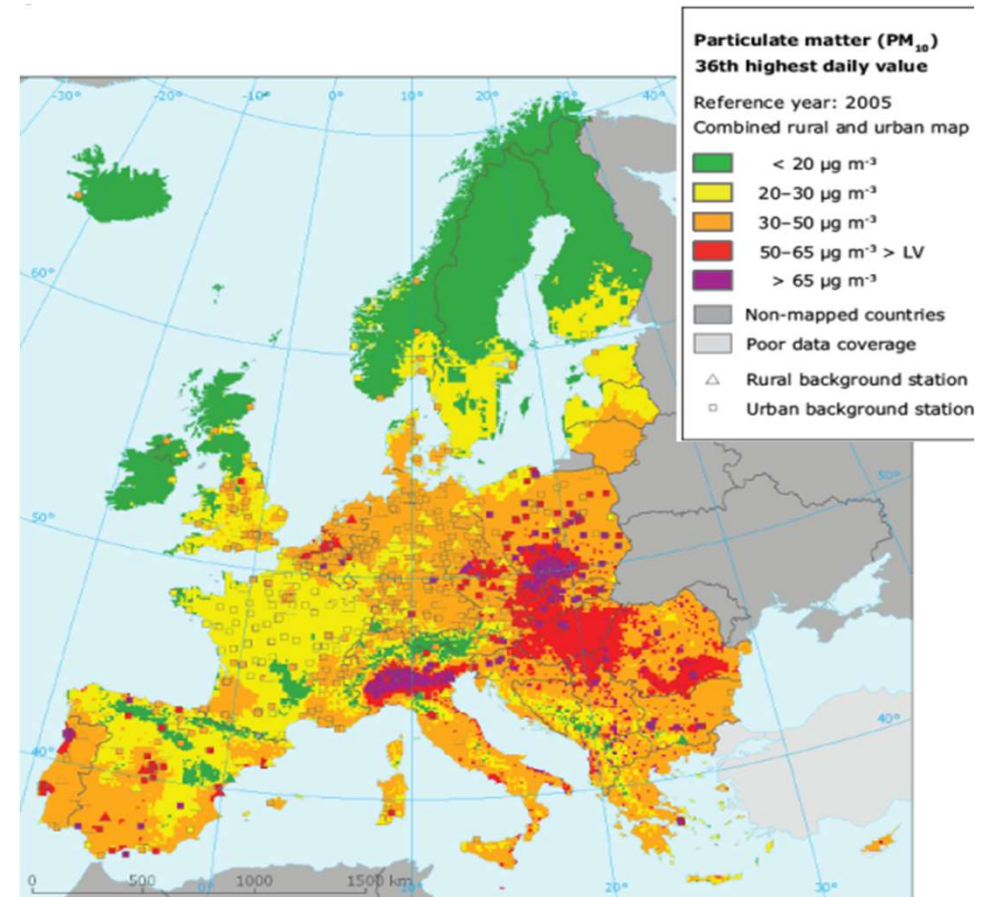 Particulate matter (PM₁₀)
36th highest daily value
Reference year: 2005
Combined rural and urban map
< 20 µg m⁻³
20–30 µg m⁻³
30–50 µg m⁻³
50–65 µg m⁻³ > LV
> 65 µg m⁻³
Non-mapped countries
Poor data coverage
Rural background station
Urban background station
-30° -20° -10° 0° 10° 20° 30° 40°
60°
50° 50°
40° 40°
0 500 1000 1500 km
0° 10° 20° 30°